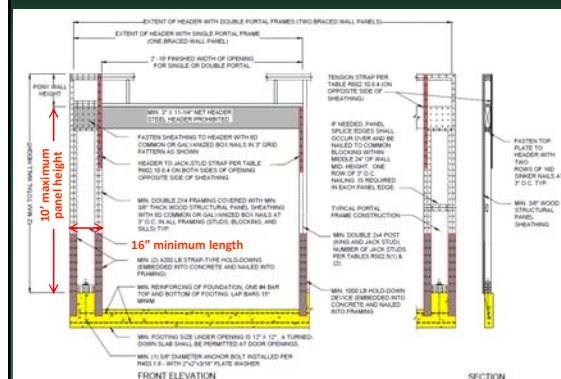 EXTENT OF HEADER WITH DOUBLE PORTAL FRAMES (TWO BRACED WALL PANELS)
EXTENT OF HEADER WITH SINGLE PORTAL FRAME
(ONE BRACED WALL PANEL)
2' -18' FINISHED WIDTH OF OPENING
FOR SINGLE OR DOUBLE PORTAL
PONY WALL
HEIGHT
MIN. 3" X 11-1/4" NET HEADER
STEEL HEADER PROHIBITED
FASTEN SHEATHING TO HEADER WITH 8D
COMMON OR GALVANIZED BOX NAILS IN 3" GRID
PATTERN AS SHOWN
HEADER TO JACK-STUD STRAP PER TABLE
R602.10.6.4 ON BOTH SIDES OF OPENING
OPPOSITE SIDE OF SHEATHING
10' maximum
panel height
12' MAX TOTAL WALL HEIGHT
MIN. DOUBLE 2x4 FRAMING COVERED WITH MIN.
3/8" THICK WOOD STRUCTURAL PANEL SHEATHING
WITH 8D COMMON OR GALVANIZED BOX NAILS AT
3" O.C. IN ALL FRAMING (STUDS, BLOCKING, AND
SILLS) TYP.
16” minimum length
MIN. (2) 4200 LB STRAP-TYPE HOLD-DOWNS
(EMBEDDED INTO CONCRETE AND NAILED INTO
FRAMING)
MIN. REINFORCING OF FOUNDATION, ONE #4 BAR
TOP AND BOTTOM OF FOOTING. LAP BARS 15"
MINIM
MIN. FOOTING SIZE UNDER OPENING IS 12" X 12". A TURNED-
DOWN SLAB SHALL BE PERMITTED AT DOOR OPENINGS.
MIN. (1) 5/8" DIAMETER ANCHOR BOLT INSTALLED PER
R403.1.6 - WITH 2"x2"x3/16" PLATE WASHER
FRONT ELEVATION
TENSION STRAP PER
TABLE R602.10.6.4 (ON
OPPOSITE SIDE OF
SHEATHING)
IF NEEDED, PANEL
SPLICE EDGES SHALL
OCCUR OVER AND BE
NAILED TO COMMON
BLOCKING WITHIN
MIDDLE 24" OF WALL
MID- HEIGHT. ONE
ROW OF 3" O.C.
NAILING IS REQUIRED
IN EACH PANEL EDGE.
TYPICAL PORTAL
FRAME CONSTRUCTION
MIN. DOUBLE 2x4 POST
(KING AND JACK STUD).
NUMBER OF JACK STUDS
PER TABLES R502.5(1) &
(2).
MIN. 1000 LB HOLD-DOWN
DEVICE (EMBEDDED INTO
CONCRETE AND NAILED
INTO FRAMING)
FASTEN TOP
PLATE TO
HEADER WITH
TWO
ROWS OF 16D
SINKER NAILS AT
3" O.C. TYP
MIN. 3/8" WOOD
STRUCTURAL
PANEL
SHEATHING
SECTION